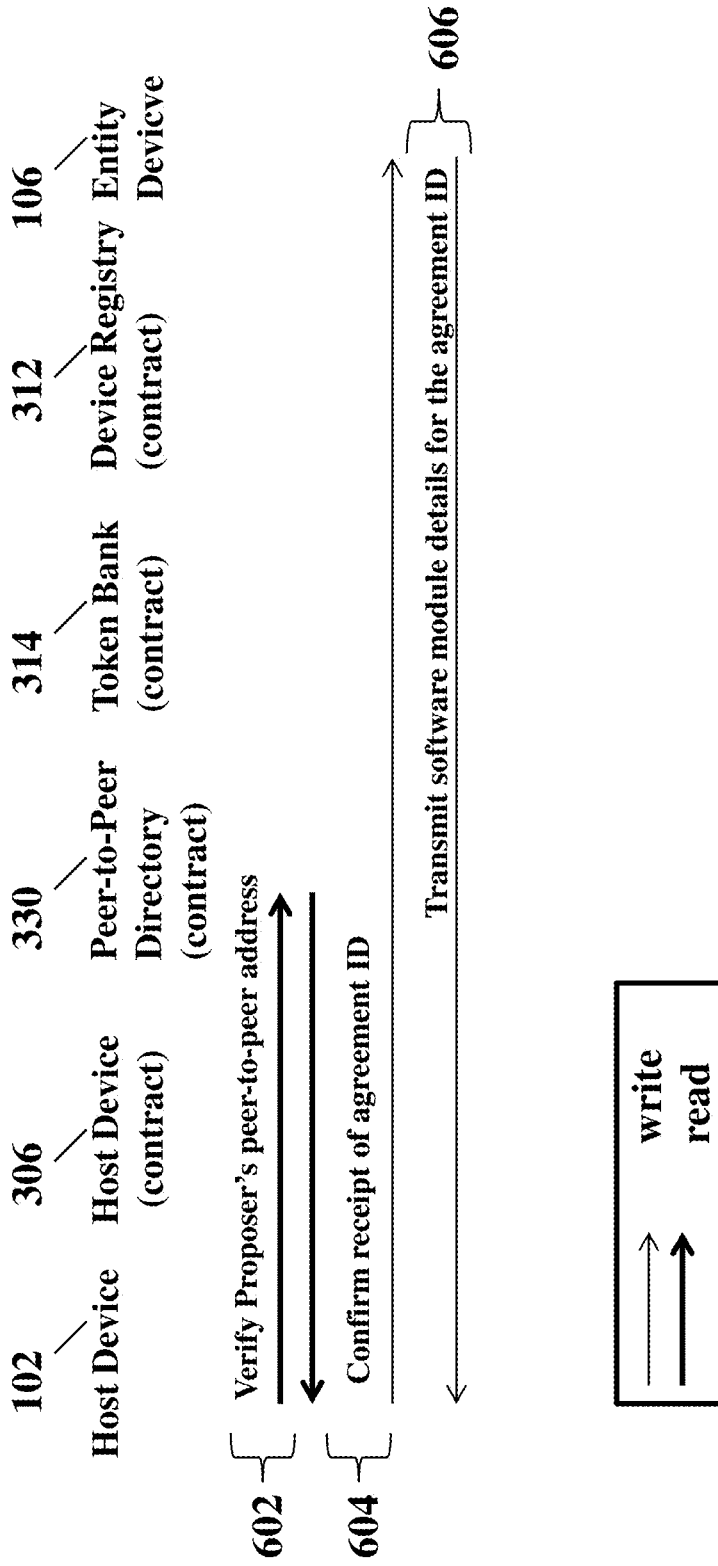 102
Host Device
306
Host Device
(contract)
330
Peer-to-Peer
Directory
(contract)
314
Token Bank
(contract)
312
Device Registry
(contract)
106
Entity
Devicve
602
Verify Proposer’s peer-to-peer address
604
Confirm receipt of agreement ID
Transmit software module details for the agreement ID
606
write
read